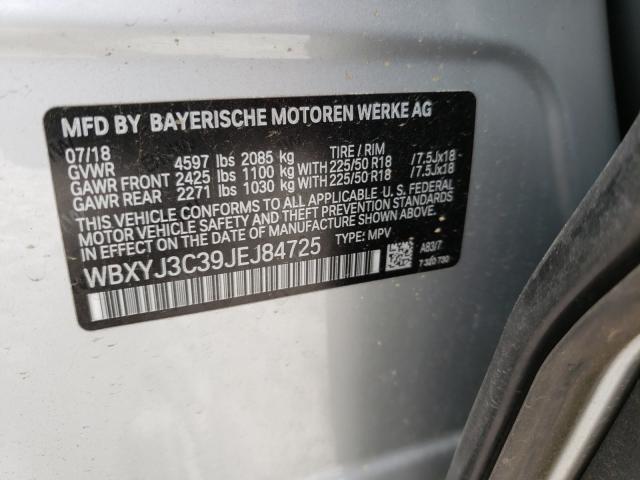 MFD BY BAYERISCHE MOTOREN WERKE AG
07/18 TIRE / RIM
GVWR 4597 lbs 2085 kg
GAWR FRONT 2425 lbs 1100 kg WITH 225/50 R18 /7.5Jx18 -
GAWR REAR 2271 lbs 1030 kg WITH 225/50 R18 /7.5Jx18 -
THIS VEHICLE CONFORMS TO ALL APPLICABLE U. S. FEDERAL
MOTOR VEHICLE SAFETY AND THEFT PREVENTION STANDARDS
IN EFFECT ON THE DATE OF MANUFACTURE SHOWN ABOVE.
WBXYJ3C39JEJ84725 TYPE: MPV
A83/7